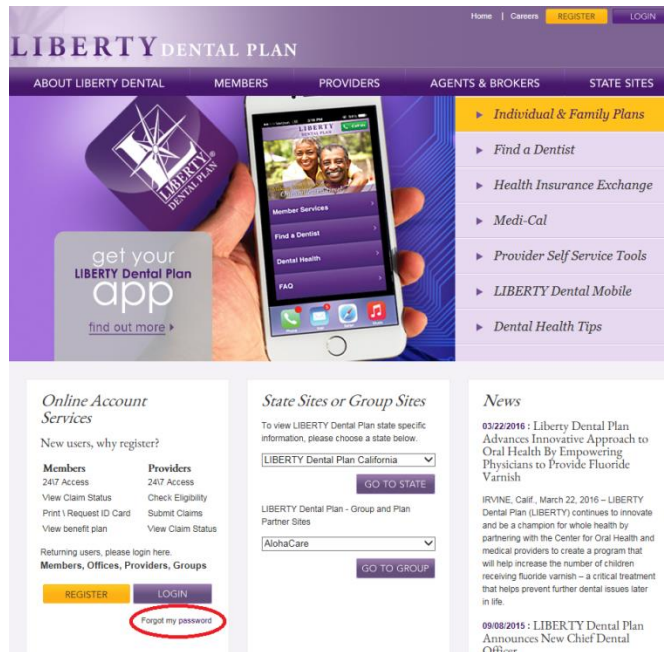 Home | Careers REGISTER LOGIN
LIBERTY DENTAL PLAN
ABOUT LIBERTY DENTAL MEMBERS PROVIDERS AGENTS & BROKERS STATE SITES
LIBERTY
DENTAL PLAN
get your
LIBERTY Dental Plan
app
find out more
LIBERTY
DENTAL PLAN
Member Services
Find a Dentist
Dental Health
FAQ
Individual & Family Plans
Find a Dentist
Health Insurance Exchange
Medi-Cal
Provider Self Service Tools
LIBERTY Dental Mobile
Dental Health Tips
Online Account
Services
New users, why register?
Members Providers
24\7 Access 24\7 Access
View Claim Status Check Eligibility
Print \ Request ID Card Submit Claims
View benefit plan View Claim Status
Returning users, please login here.
Members, Offices, Providers, Groups
REGISTER LOGIN
Forgot my password
State Sites or Group Sites
To view LIBERTY Dental Plan state specific
information, please choose a state below.
LIBERTY Dental Plan California
GO TO STATE
LIBERTY Dental Plan - Group and Plan
Partner Sites
AlohaCare
GO TO GROUP
News
03/22/2016 : Liberty Dental Plan
Advances Innovative Approach to
Oral Health By Empowering
Physicians to Provide Fluoride
Varnish
IRVINE, Calif., March 22, 2016 – LIBERTY
Dental Plan (LIBERTY) continues to innovate
and be a champion for whole health by
partnering with the Center for Oral Health and
medical providers to create a program that
will help increase the number of children
receiving fluoride varnish – a critical treatment
that helps prevent further dental issues later
in life.
09/08/2015 : LIBERTY Dental Plan
Announces New Chief Dental
Officer